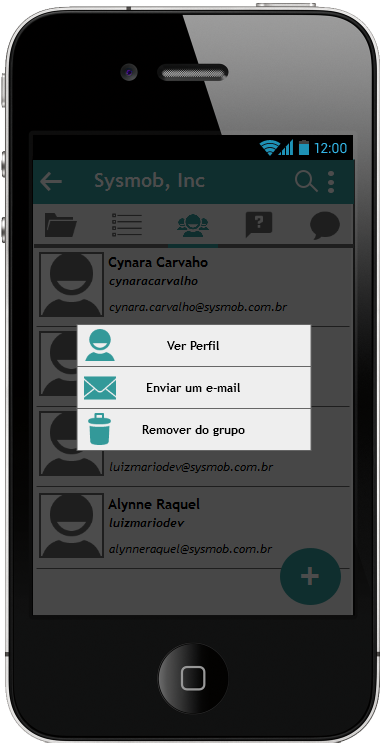 12:00
Sysmob, Inc
Cynara Carvaho
cynaracarvalho
cynara.carvalho@sysmob.com.br
Ver Perfil
Enviar um e-mail
Remover do grupo
luizmariodev@sysmob.com.br
Alynne Raquel
luizmariodev
alynneraquel@sysmob.com.br